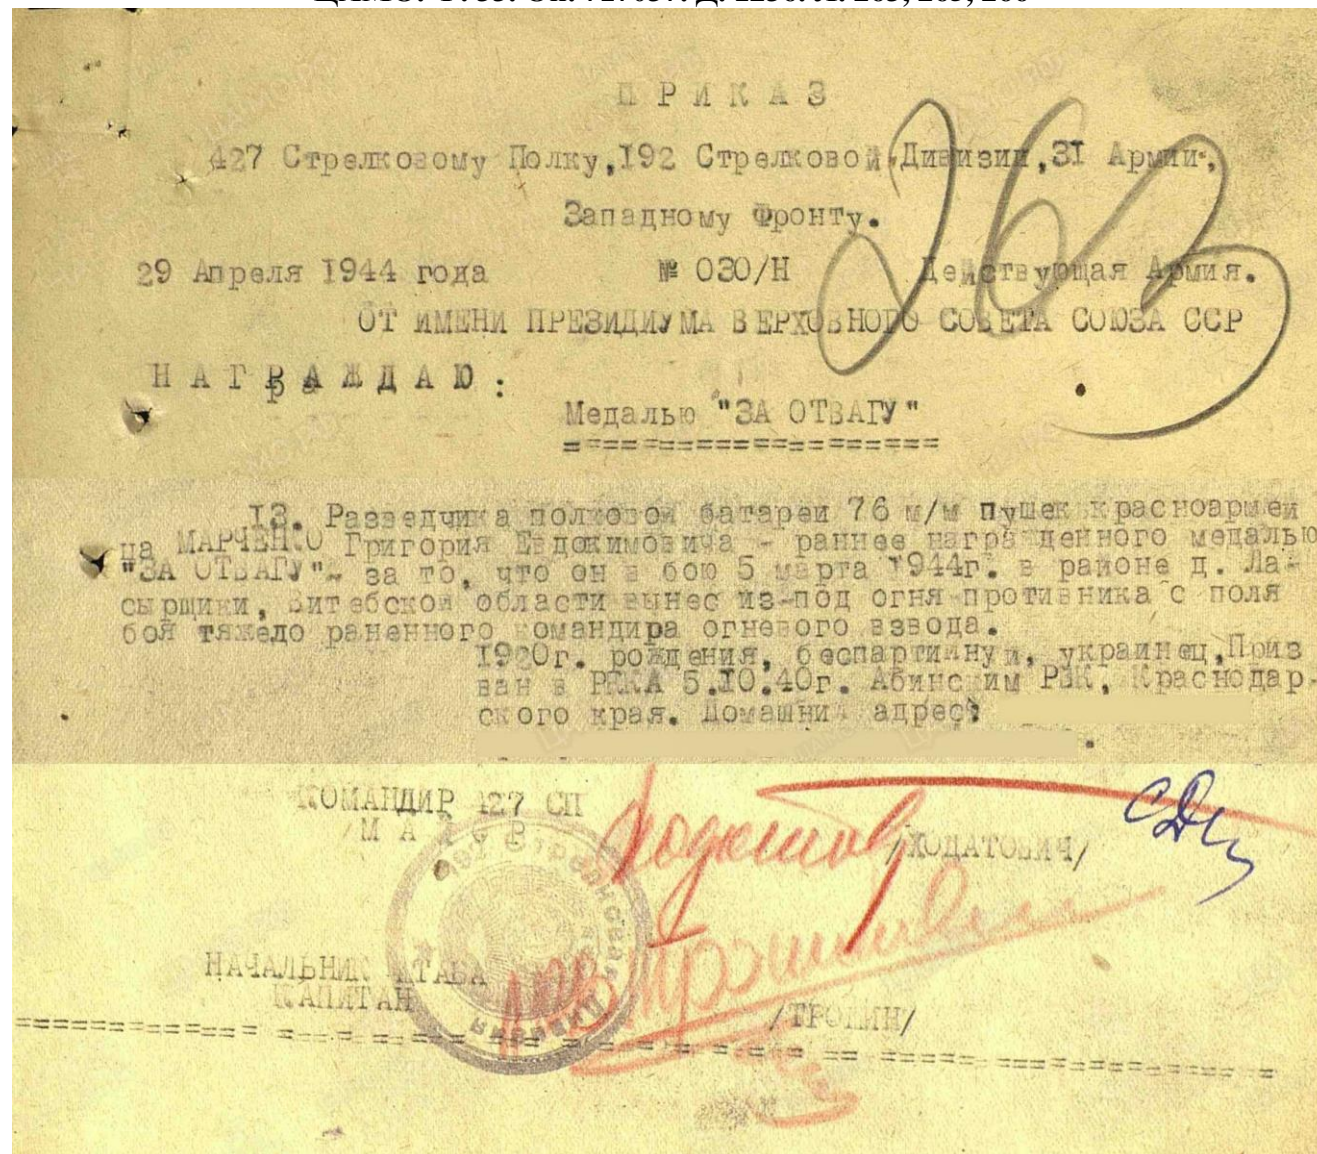 П Р И К А З
427 Стрелковому Полку, 192 Стрелковой Дивизии, 31 Армии,
Западному Фронту.
263
29 Апреля 1944 года № 030/Н Действующая Армия.
ОТ ИМЕНИ ПРЕЗИДИУМА ВЕРХОВНОГО СОВЕТА СОЮЗА ССР
Н А Г Р А Ж Д А Ю :
Медалью "ЗА ОТВАГУ"
13. Разведчика полковой батареи 76 м/м пушек красноармей
ца МАРЧЕНКО Григория Евдокимовича - раннее награжденного медалью
"ЗА ОТВАГУ"- за то, что он в бою 5 марта 1944г. в районе д. Ла-
сырщики, Витебской области вынес из-под огня противника с поля
боя тяжело раненного командира огневого взвода.
1920г. рождения, беспартийнуй, украинец, Приз
ван в РККА 5.10.40г. Абинским РВК, Краснодар-
ского края. Домашний адрес:
КОМАНДИР 427 СП
М А Й О Р /ХОДАТОВИЧ/
НАЧАЛЬНИК ШТАБА
КАПИТАН /ТРОШИН/